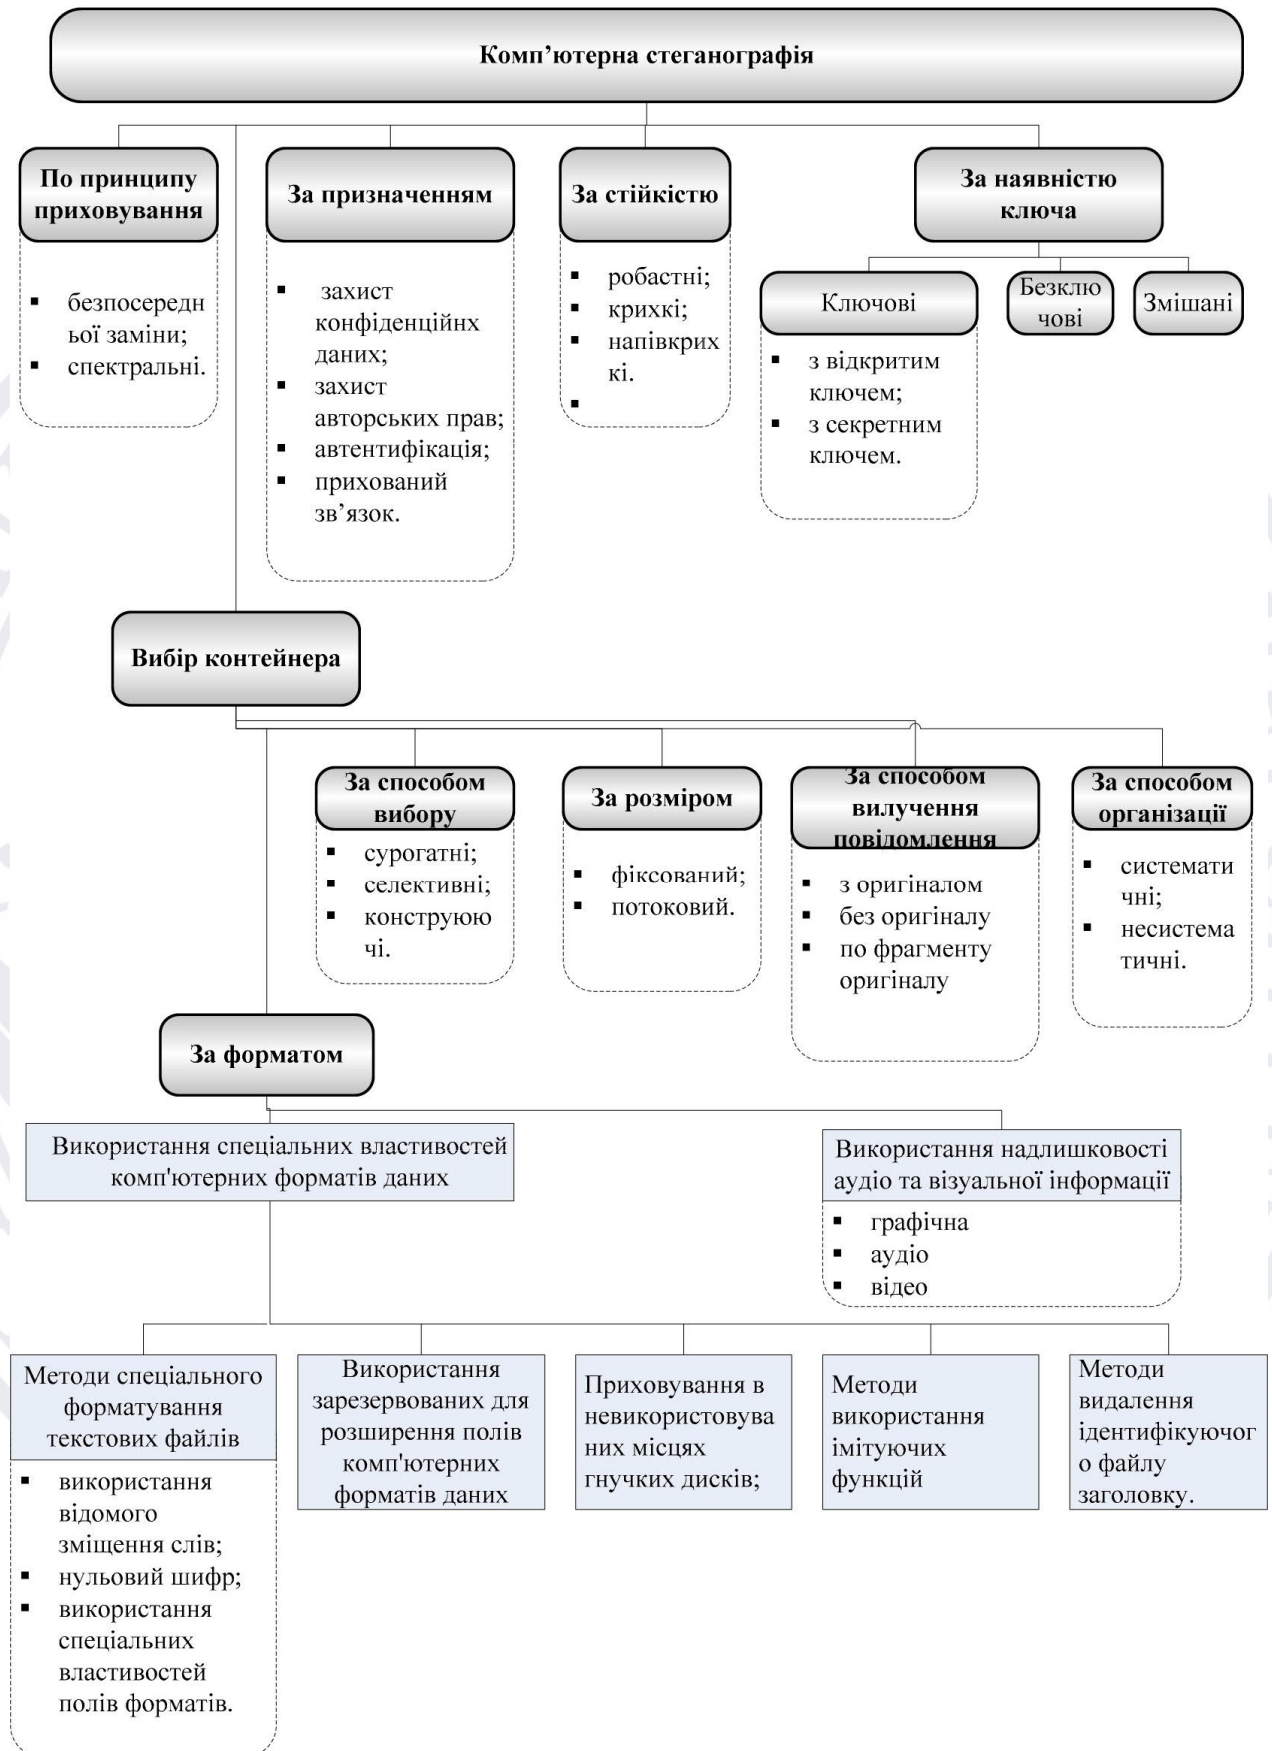 Комп’ютерна стеганографія
По принципу
приховування
безпосередн
ьої заміни;
спектральні.
За призначенням
захист
конфіденційнх
даних;
захист
авторських прав;
автентифікація;
прихований
зв’язок.
За стійкістю
робастні;
крихкі;
напівкрих
кі.
За наявністю
ключа
Ключові
з відкритим
ключем;
з секретним
ключем.
Безклю
чові
Змішані
Вибір контейнера
За способом
вибору
сурогатні;
селективні;
конструюю
чі.
За розміром
фіксований;
потоковий.
За способом
вилучення
повідомлення
з оригіналом
без оригіналу
по фрагменту
оригіналу
За способом
організації
системати
чні;
несистема
тичні.
За форматом
Використання спеціальних властивостей
комп'ютерних форматів даних
Використання надлишковості
аудіо та візуальної інформації
графічна
аудіо
відео
Методи спеціального
форматування
текстових файлів
використання
відомого
зміщення слів;
нульовий шифр;
використання
спеціальних
властивостей
полів форматів.
Використання
зарезервованих для
розширення полів
комп'ютерних
форматів даних
Приховування в
невикористовува
них місцях
гнучких дисків;
Методи
використання
імітуючих
функцій
Методи
видалення
ідентифікуючог
о файлу
заголовку.